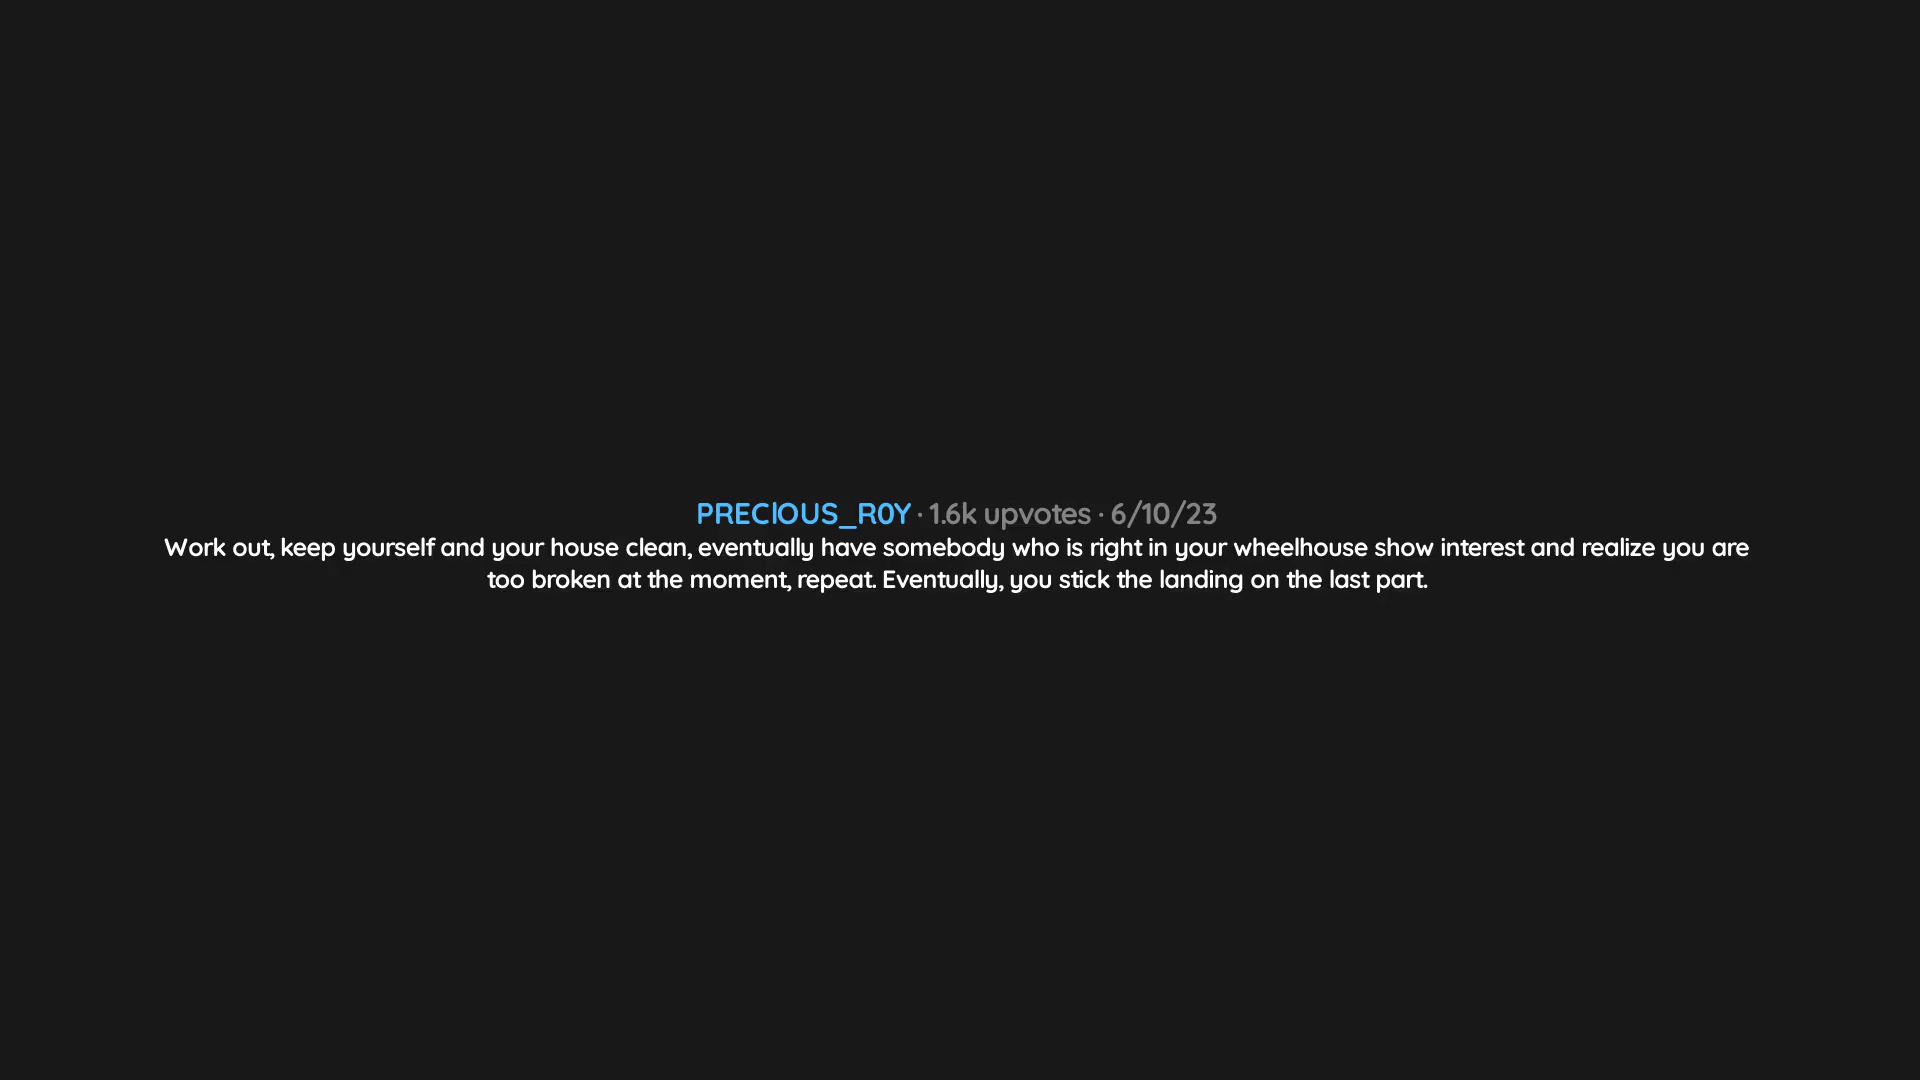 PRECIOUS_R0Y · 1.6k upvotes · 6/10/23
Work out, keep yourself and your house clean, eventually have somebody who is right in your wheelhouse show interest and realize you are
too broken at the moment, repeat. Eventually, you stick the landing on the last part.